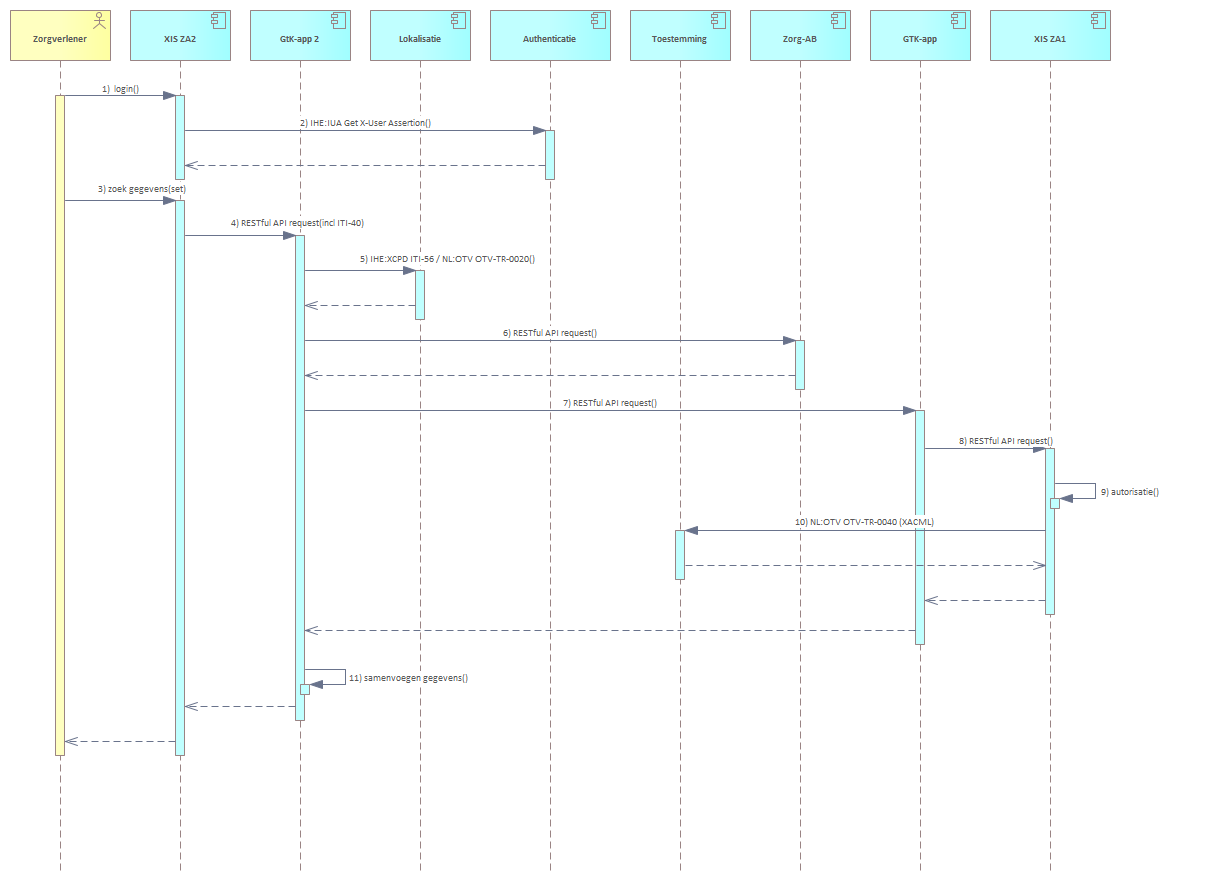 Zorgverlener
XIS ZA2
GtK-app 2
Lokalisatie
Authenticatie
Toestemming
Zorg-AB
GTK-app
XIS ZA1
1) login()
2) IHE:IUA Get X-User Assertion()
3) zoek gegevens(set)
4) RESTful API request(incl ITI-40)
5) IHE:XCPD ITI-56 / NL:OTV OTV-TR-0020()
6) RESTful API request()
7) RESTful API request()
8) RESTful API request()
9) autorisatie()
10) NL:OTV OTV-TR-0040 (XACML)
11) samenvoegen gegevens()